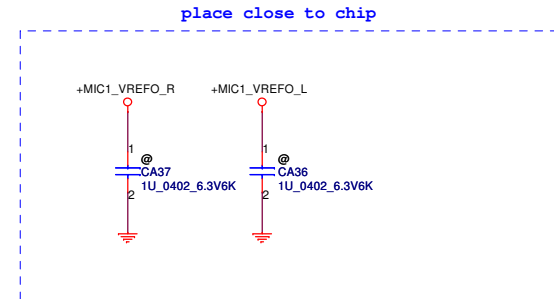 place close to chip
+MIC1_VREFO_R
+MIC1_VREFO_L
1
@
CA37
1U_0402_6.3V6K
2
1
@
CA36
1U_0402_6.3V6K
2